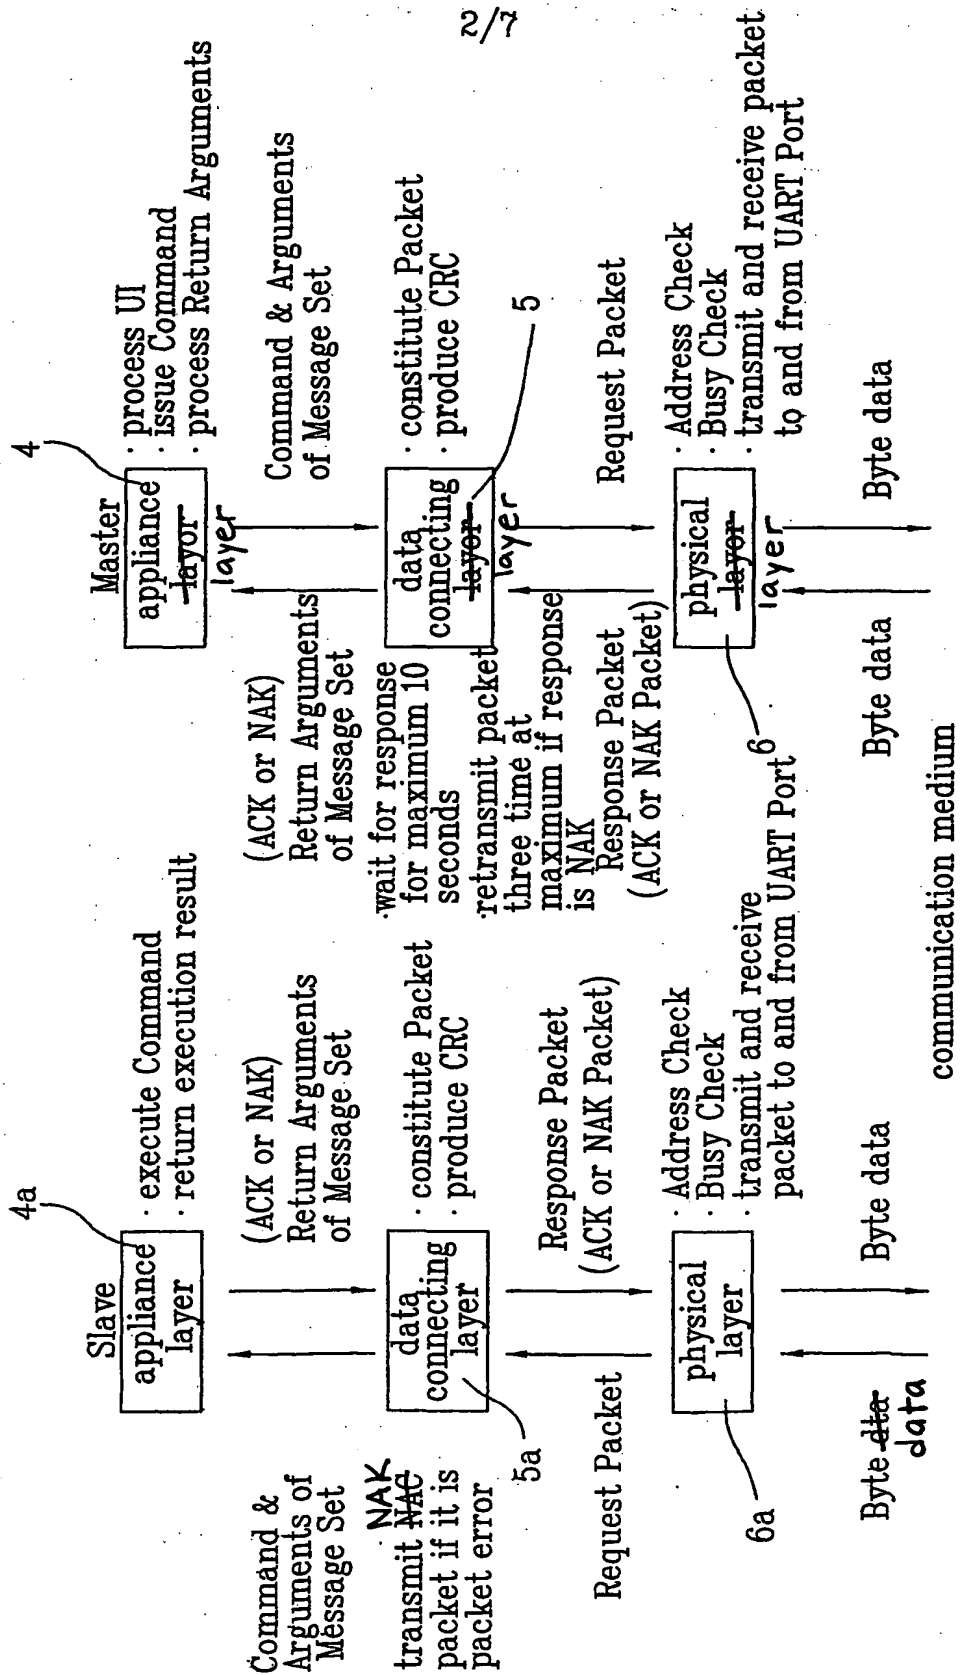 2/7
Slave
4a
appliance
layer
· execute Command
· return execution result
Command &
Arguments of
Message Set
(ACK or NAK)
Return Arguments
of Message Set
NAK
transmit NAC
packet if it is
packet error
data
connecting
layer
5a
· constitute Packet
· produce CRC
Request Packet
Response Packet
(ACK or NAK Packet)
physical
layer
6a
· Address Check
· Busy Check
· transmit and receive
packet to and from UART Port
Byte dta
data
Byte data
Master
4
appliance
layor
layer
· process UI
· issue Command
· process Return Arguments
(ACK or NAK)
Return Arguments
of Message Set
Command & Arguments
of Message Set
·wait for response
for maximum 10
seconds
·retransmit packet
three time at
maximum if response
is NAK
data
connecting
layor
layer
5
· constitute Packet
· produce CRC
Response Packet
(ACK or NAK Packet)
Request Packet
physical
layor
layer
6
· Address Check
· Busy Check
· transmit and receive packet
to and from UART Port
Byte data
Byte data
communication medium